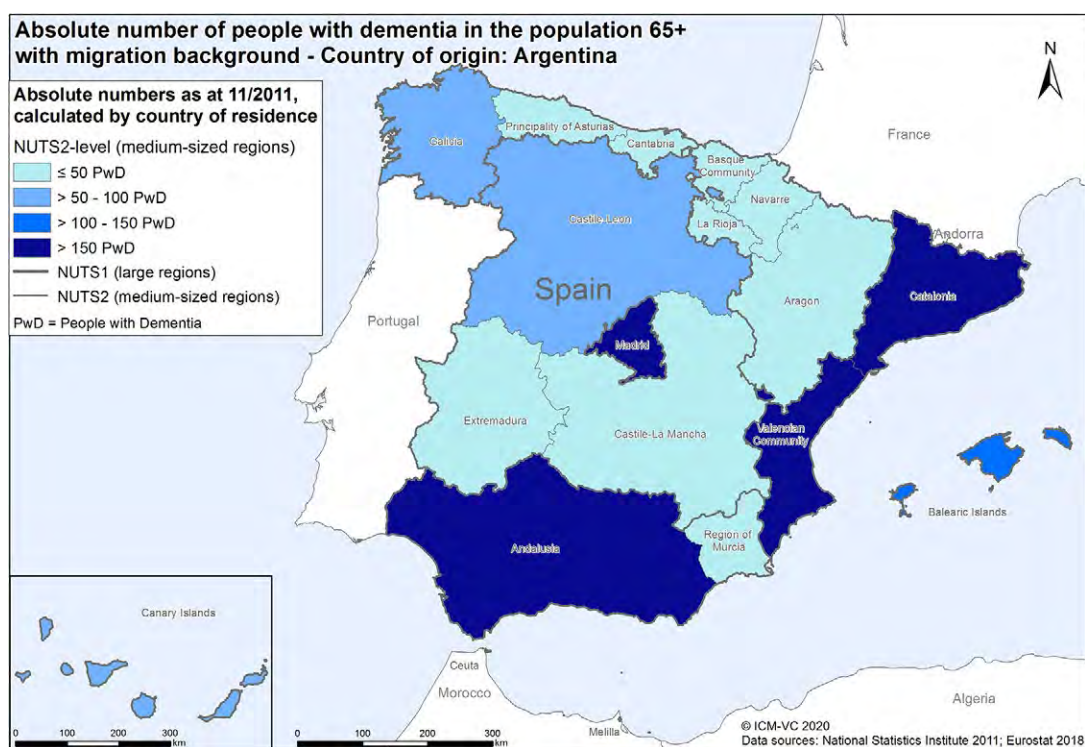 Absolute number of people with dementia in the population 65+
with migration background - Country of origin: Argentina
Absolute numbers as at 11/2011,
calculated by country of residence
NUTS2-level (medium-sized regions)
≤ 50 PwD
> 50 - 100 PwD
> 100 - 150 PwD
> 150 PwD
NUTS1 (large regions)
NUTS2 (medium-sized regions)
PwD = People with Dementia
N
France
Principality of Asturias
Cantabria
Galivia
Basque
Community
Navarre
La Rioja
Castile-León
Andorra
Catalonia
Aragon
Spain
Portugal
Madrid
Extremadura
Castile-La Mancha
Valencian
Community
Balearic Islands
Region of
Murcia
Andalusia
Canary Islands
0 100 200 300
km
Ceuta
Morocco
Melilla
Algeria
0 100 200 300
km
© ICM-VC 2020
Data sources: National Statistics Institute 2011; Eurostat 2018